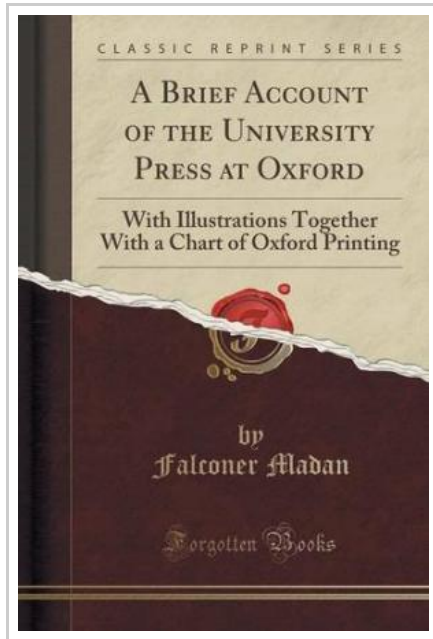 CLASSIC REPRINT SERIES
A BRIEF ACCOUNT
OF THE UNIVERSITY
PRESS AT OXFORD
With Illustrations Together
With a Chart of Oxford Printing
F
by
Falconer Madan
Forgotten Books